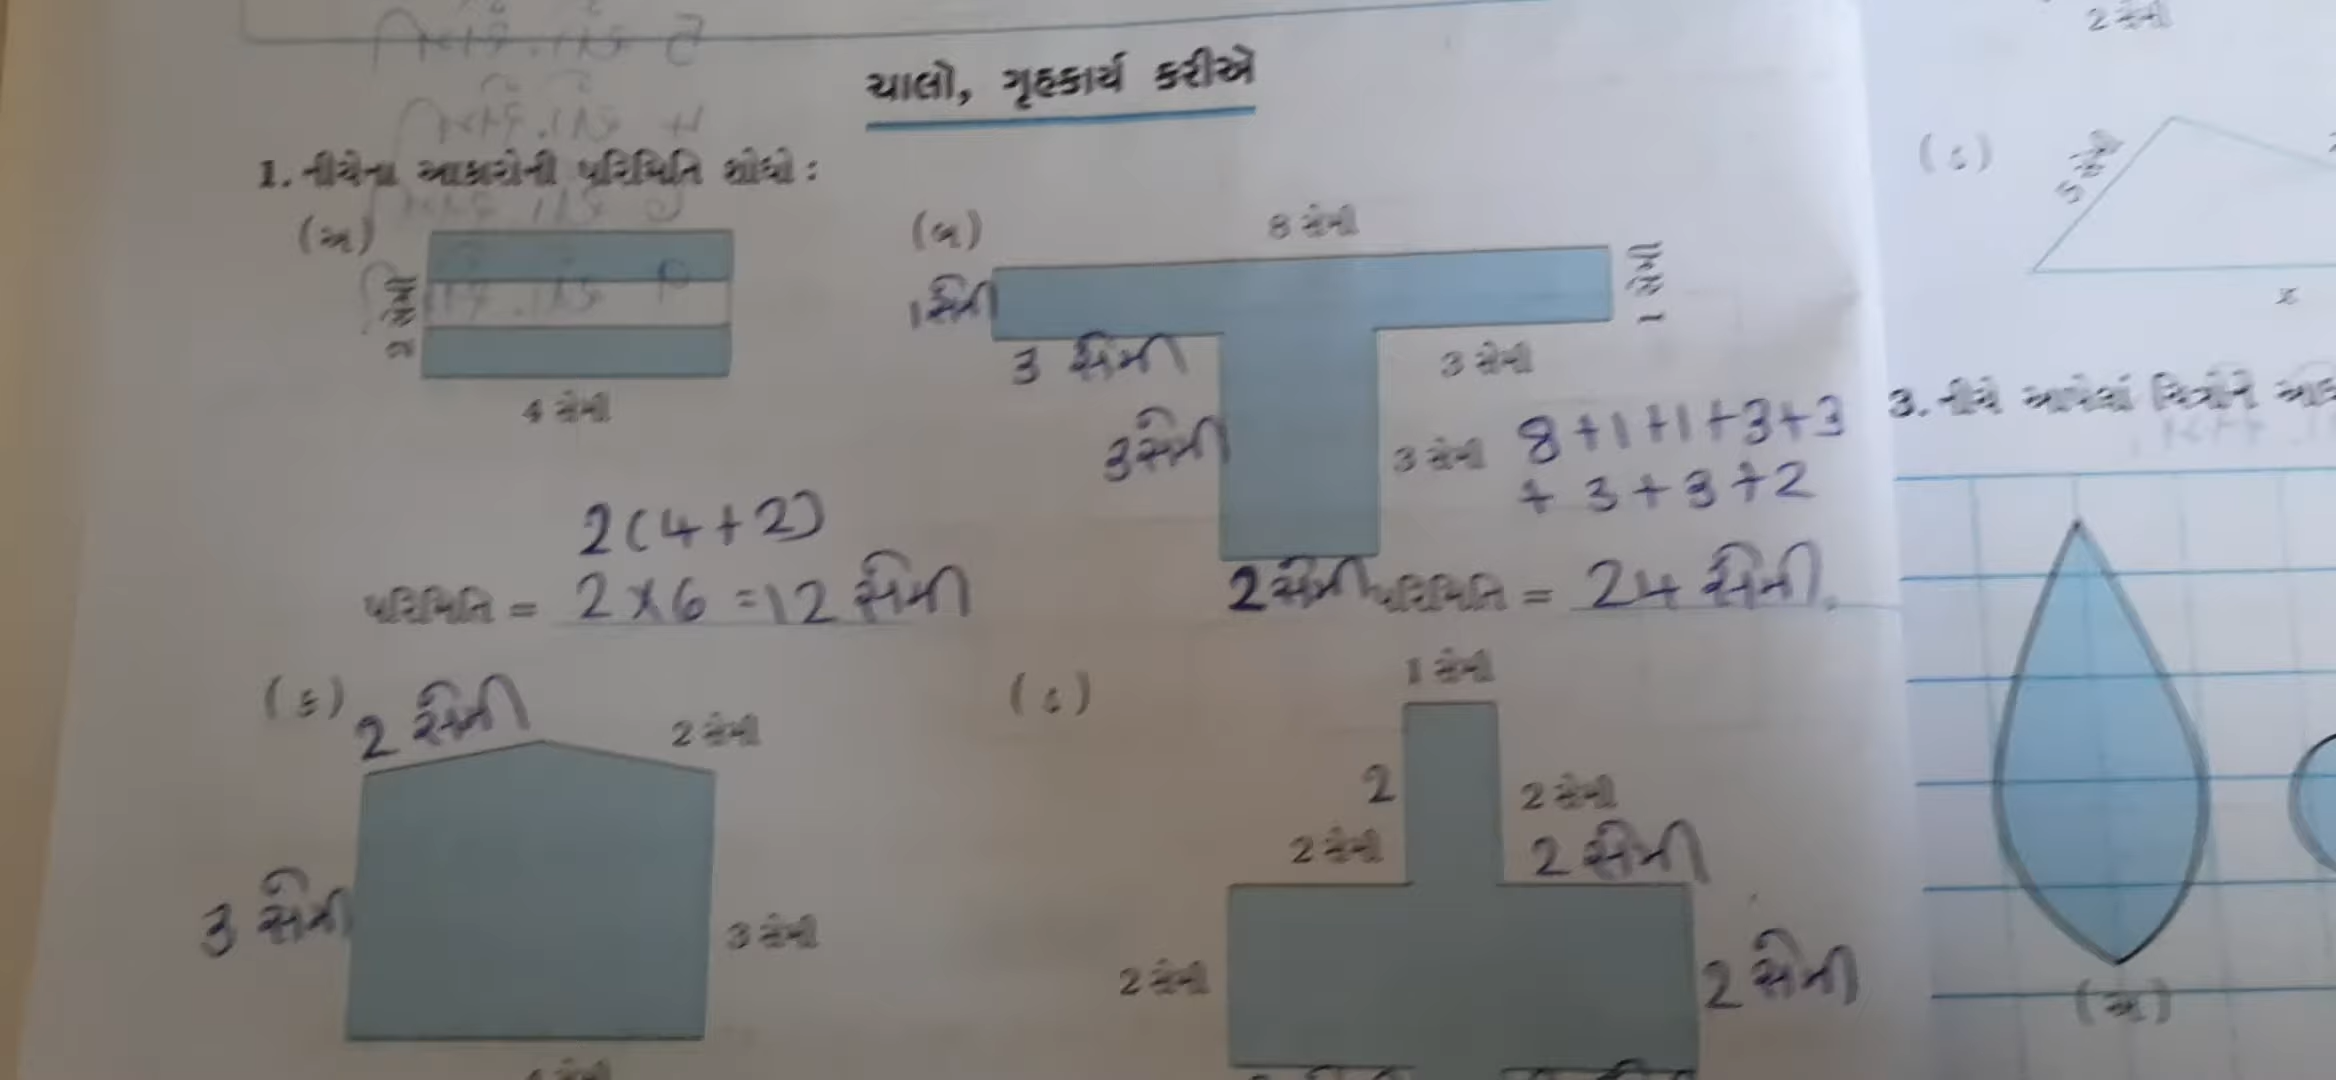 ચાલો, ગૃહકાર્ય કરીએ
1. નીચેના આકારોની પરિમિતિ શોધો :
(અ)
2 સેમી
4 સેમી
2(4+2)
પરિમિતિ = 2×6 =12 સેમી
(બ)
8 સેમી
1 સેમી
1 સેમી
3 સેમી
3 સેમી
3 સેમી
3 સેમી
8+1+1+3+3
+ 3+3+2
2 સેમી
પરિમિતિ = 24 સેમી.
(ક)
2 સેમી
2 સેમી
3 સેમી
3 સેમી
(ડ)
1 સેમી
2
2 સેમી
2 સેમી
2 સેમી
2 સેમી
2 સેમી
2 સેમી
(ડ)
5 સેમી
x
3. નીચે આપેલાં ચિત્રોને
(અ)